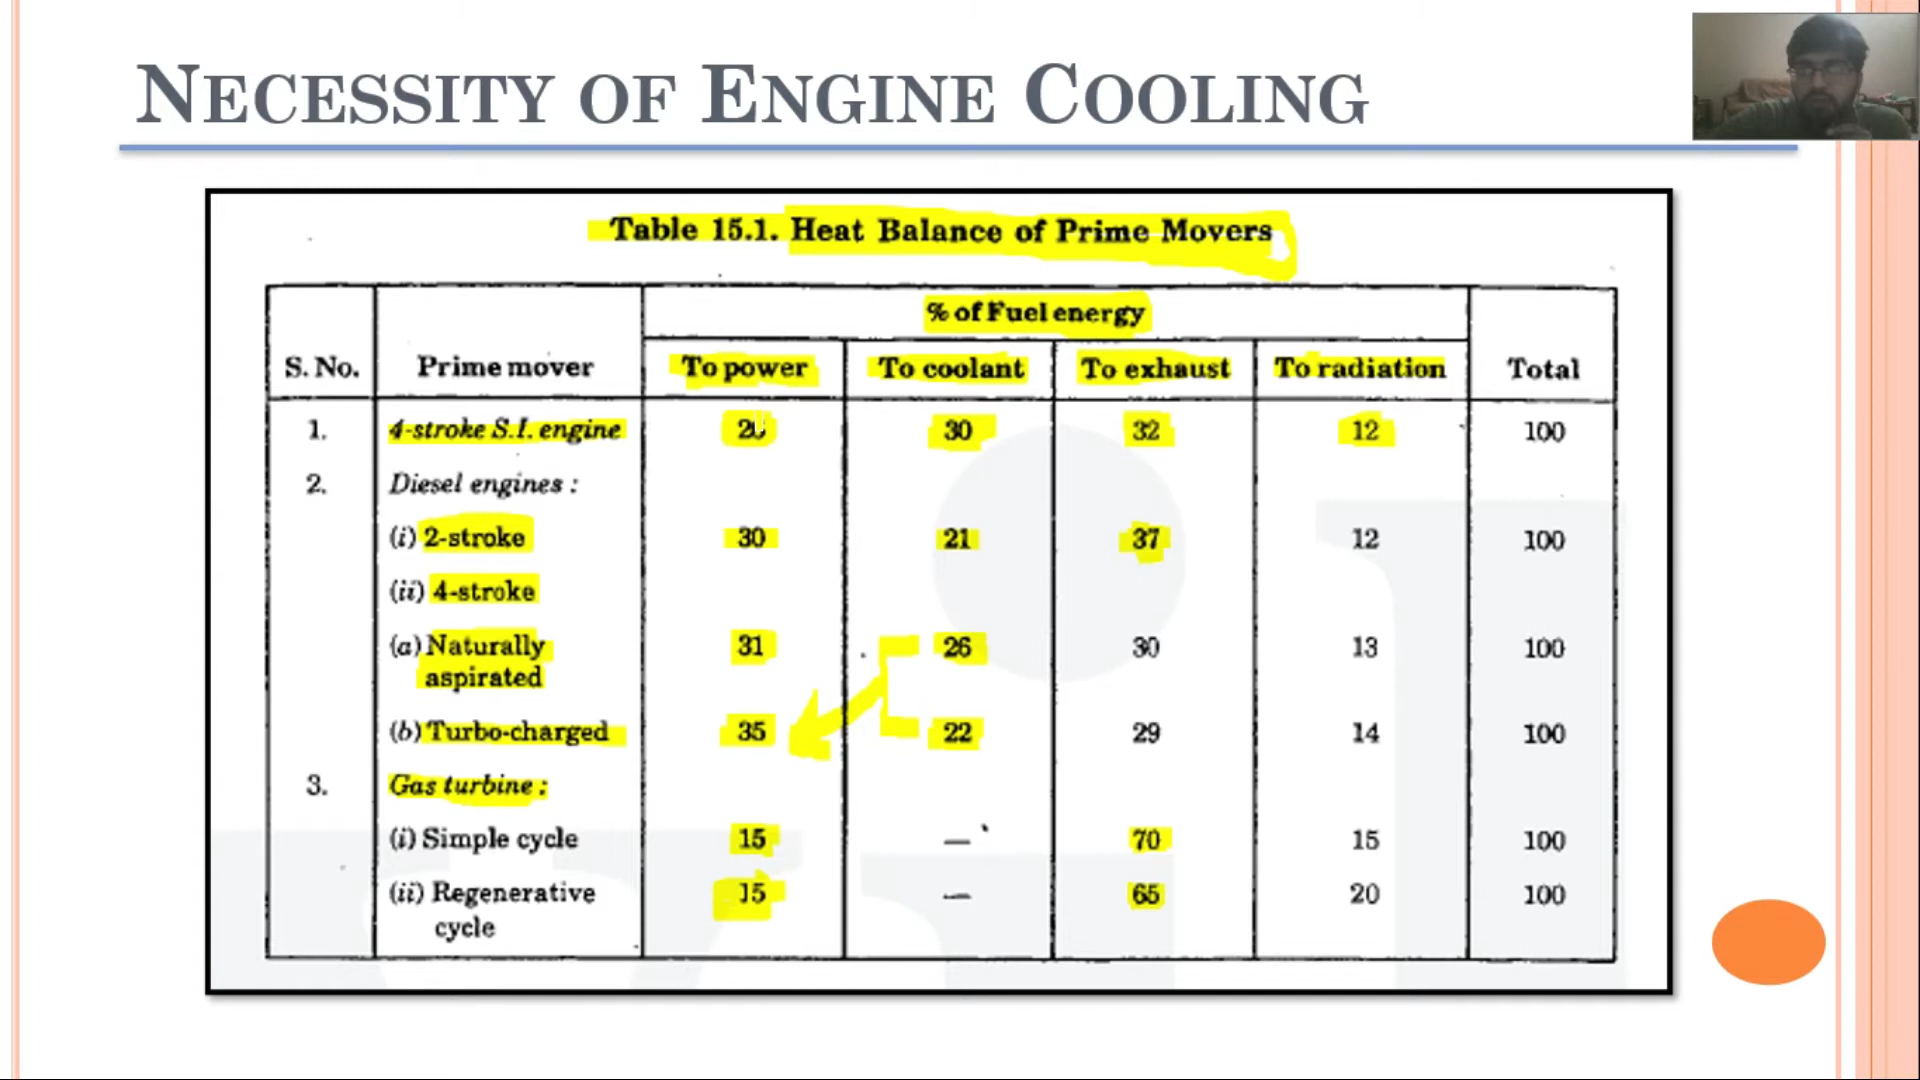 NECESSITY OF ENGINE COOLING
Table 15.1. Heat Balance of Prime Movers
% of Fuel energy
S. No. Prime mover To power To coolant To exhaust To radiation Total
1. 4-stroke S.I. engine 30 32 12 100
2. Diesel engines :
(i) 2-stroke 30 21 37 12 100
(ii) 4-stroke
(a) Naturally 31 26 30 13 100
aspirated
(b) Turbo-charged 35 22 29 14 100
3. Gas turbine :
(i) Simple cycle 15 — 70 15 100
(ii) Regenerative 15 — 65 20 100
cycle